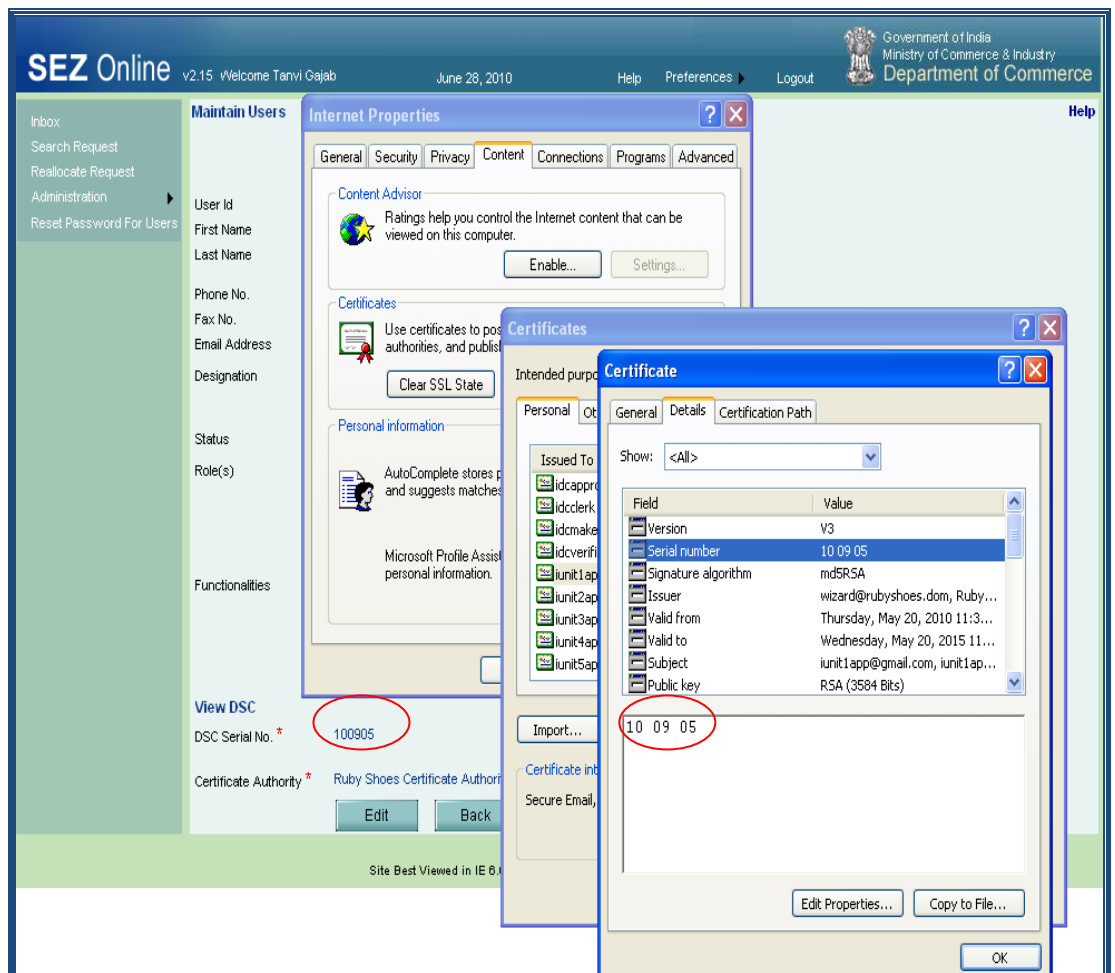 Government of India
Ministry of Commerce & Industry
Department of Commerce
SEZ Online v2.15 Welcome Tanvi Gajab June 28, 2010 Help Preferences Logout
Inbox
Search Request
Reallocate Request
Administration
Reset Password For Users
Maintain Users
Help
User Id
First Name
Last Name
Phone No.
Fax No.
Email Address
Designation
Status
Role(s)
Functionalities
View DSC
DSC Serial No. * 100905
Certificate Authority * Ruby Shoes Certificate Authori
Edit Back
Site Best Viewed in IE 6.
Internet Properties
General Security Privacy Content Connections Programs Advanced
Content Advisor
Ratings help you control the Internet content that can be
viewed on this computer.
Enable... Settings...
Certificates
Use certificates to pos
authorities, and publis
Clear SSL State
Personal information
AutoComplete stores p
and suggests matches
Microsoft Profile Assis
personal information.
Certificates
Intended purpo
Personal Ot
Issued To
idcappro
idcclerk
idcmake
idcverifi
iunit1ap
iunit2ap
iunit3ap
iunit4ap
iunit5ap
Import...
Certificate int
Secure Email,
Certificate
General Details Certification Path
Show: <All>
Field Value
Version V3
Serial number 10 09 05
Signature algorithm md5RSA
Issuer wizard@rubyshoes.dom, Ruby...
Valid from Thursday, May 20, 2010 11:3...
Valid to Wednesday, May 20, 2015 11...
Subject iunit1app@gmail.com, iunit1ap...
Public key RSA (3584 Bits)
10 09 05
Edit Properties... Copy to File...
OK